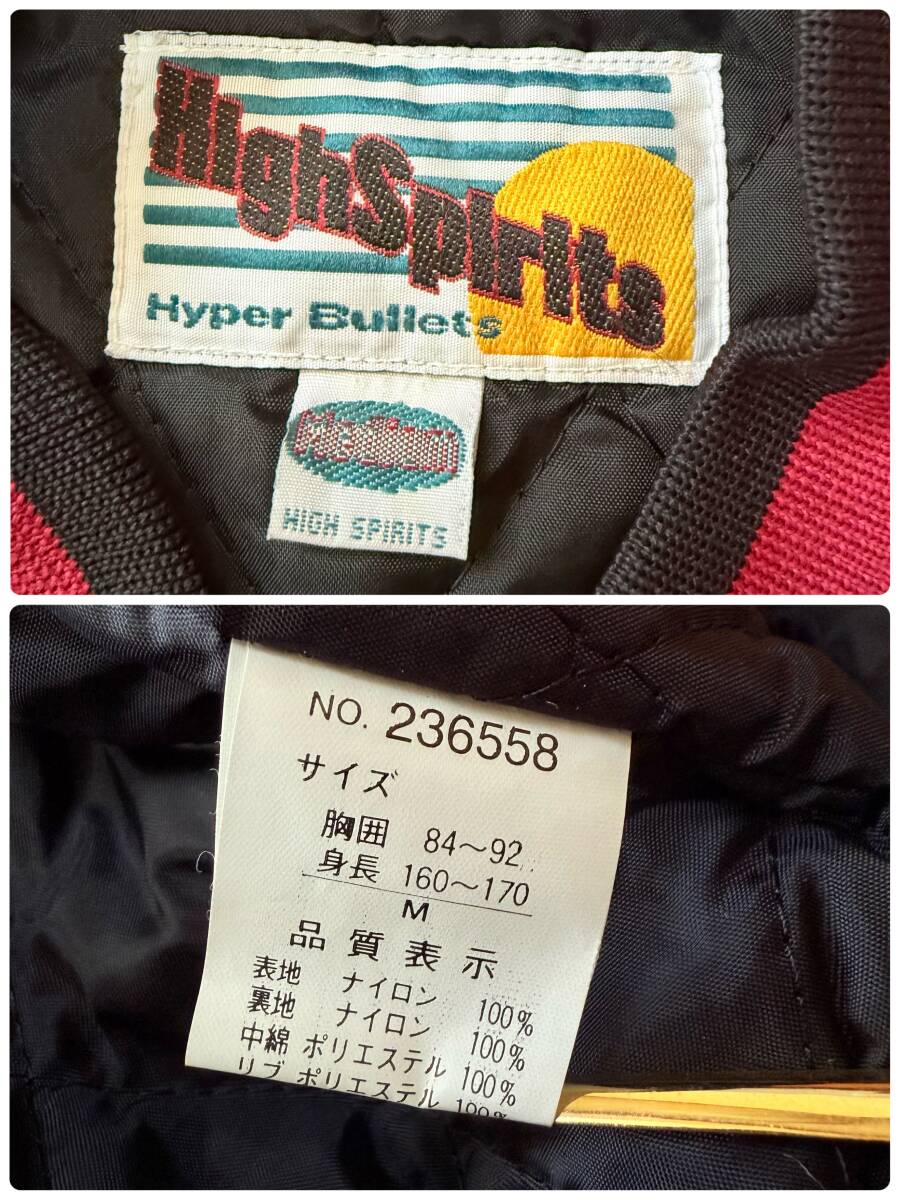 HighSpirits
Hyper Bullets
Medium
HIGH SPIRITS
NO. 236558
サイズ
胸囲 84〜92
身長 160〜170
M
品質表示
表地 ナイロン 100%
裏地 ナイロン 100%
中綿 ポリエステル 100%
リブ ポリエステル 100%